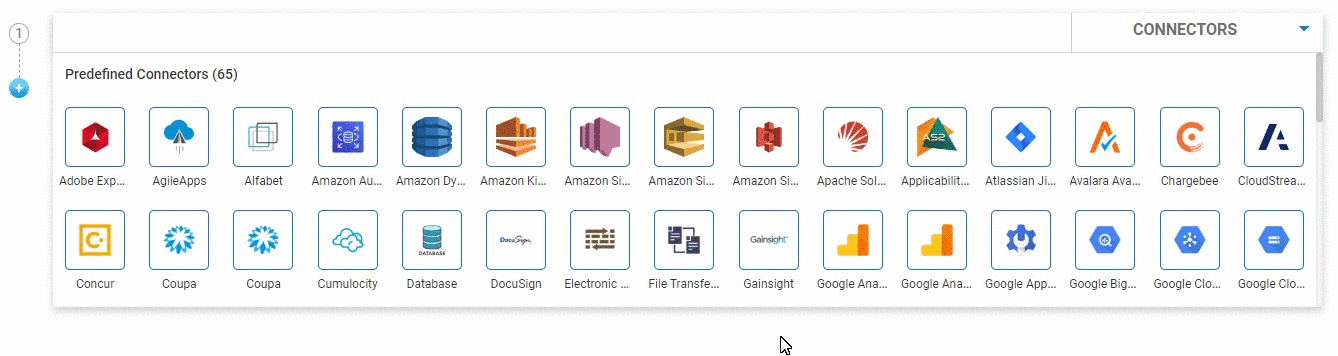 1
CONNECTORS
Predefined Connectors (65)
AS2
Adobe Exp... AgileApps Alfabet Amazon Au... Amazon Dy... Amazon Ki... Amazon Si... Amazon Si... Amazon Si... Apache Sol... Applicabilit... Atlassian Ji... Avalara Ava... Chargebee CloudStrea...
DATABASE DocuSign Gainsight
Concur Coupa Coupa Cumulocity Database DocuSign Electronic ... File Transfe... Gainsight Google Ana... Google Ana... Google App... Google Big... Google Clo... Google Clo...